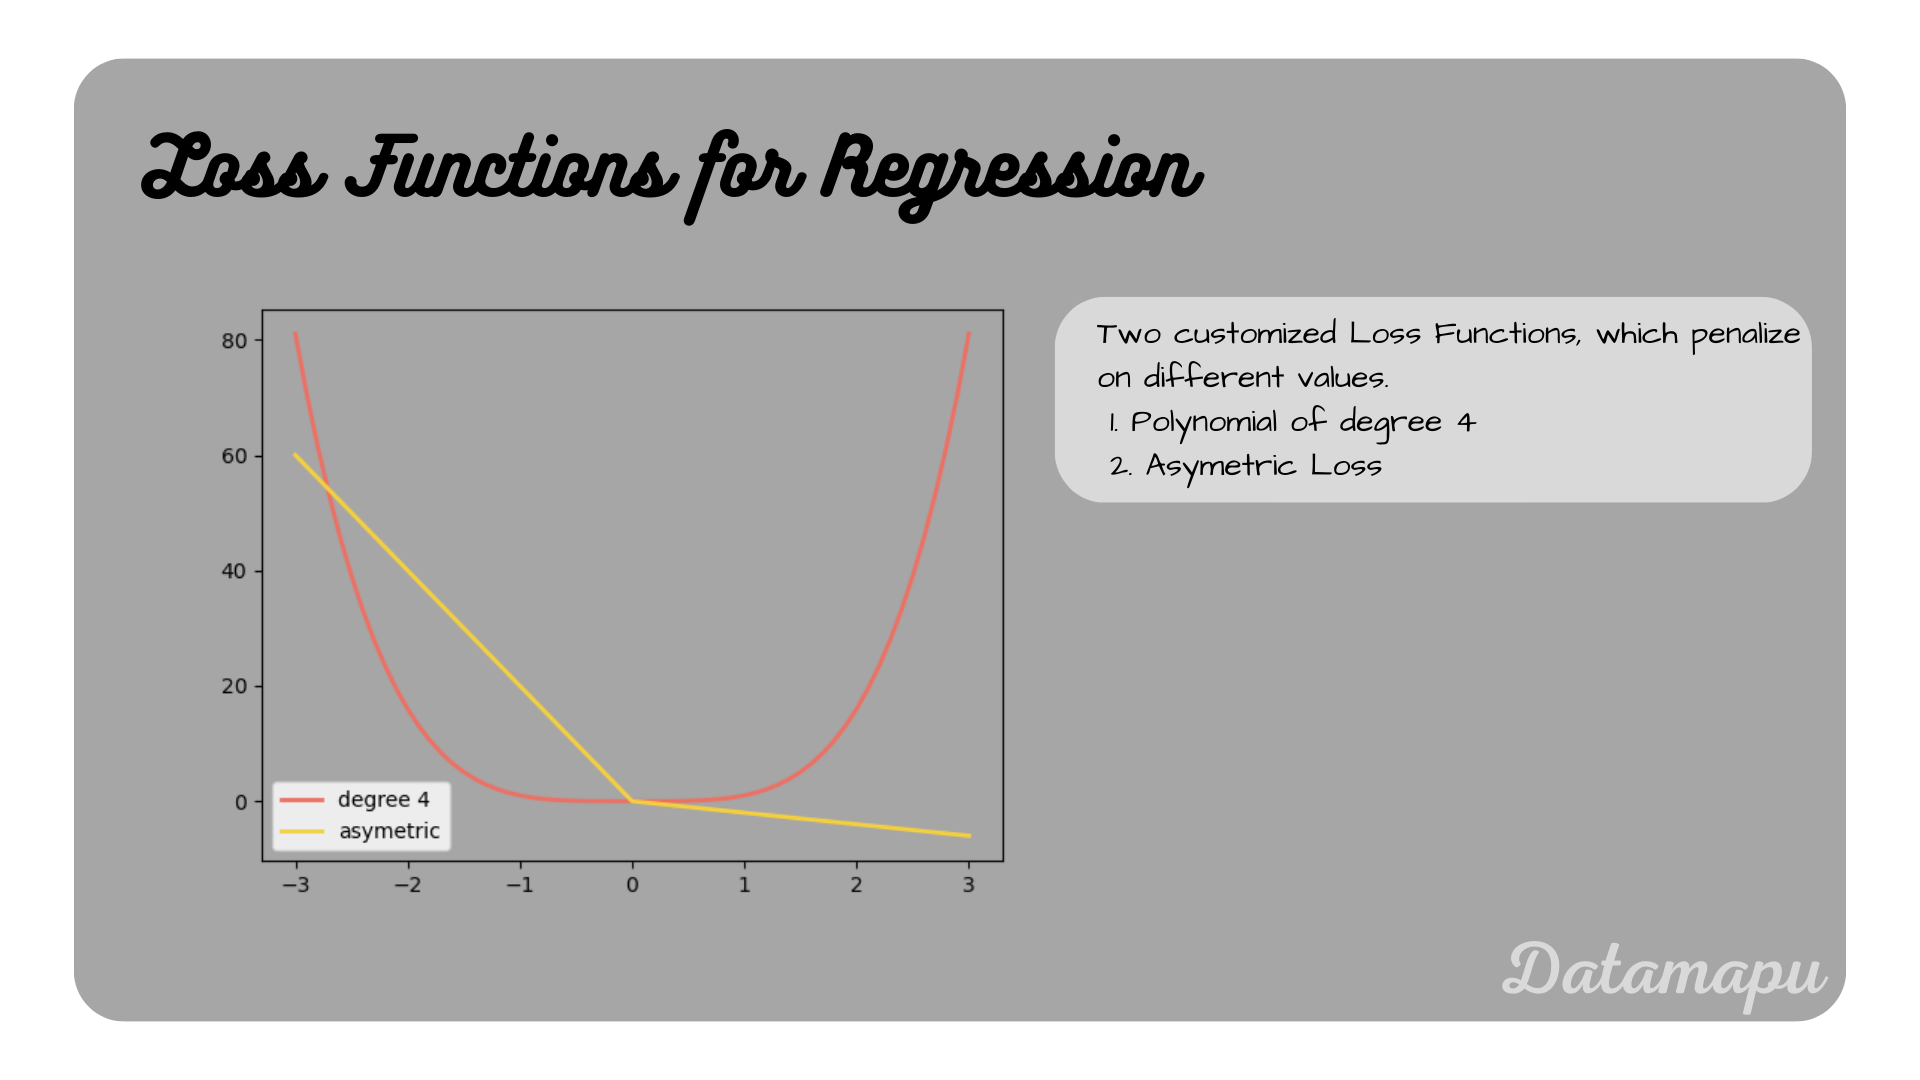 Loss Functions for Regression
Two customized Loss Functions, which penalize
on different values.
1. Polynomial of degree 4
2. Asymetric Loss
80
60
40
20
0
degree 4
asymetric
−3 −2 −1 0 1 2 3
Datamapu